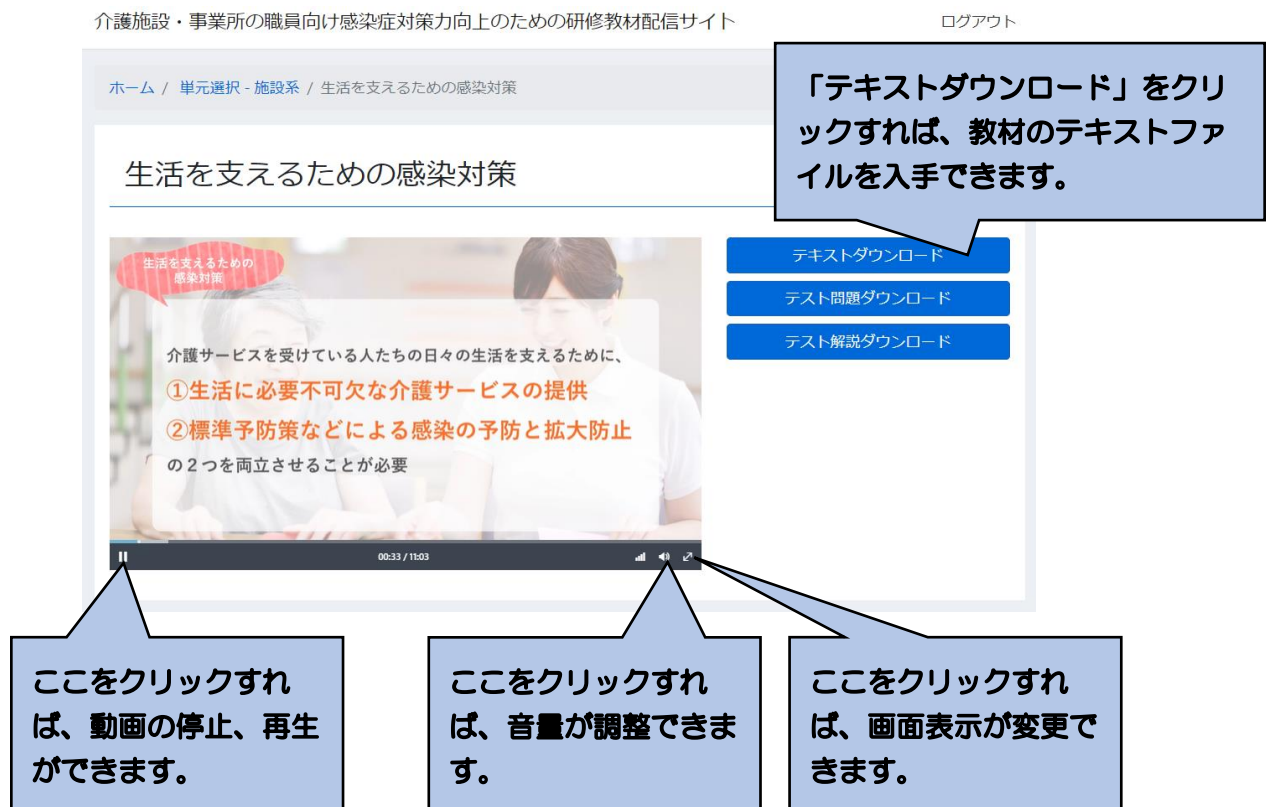 介護施設・事業所の職員向け感染症対策力向上のための研修教材配信サイト
ログアウト
ホーム / 単元選択 - 施設系 / 生活を支えるための感染対策
「テキストダウンロード」をクリ
ックすれば、教材のテキストファ
イルを入手できます。
生活を支えるための感染対策
生活を支えるための
感染対策
介護サービスを受けている人たちの日々の生活を支えるために、
①生活に必要不可欠な介護サービスの提供
②標準予防策などによる感染の予防と拡大防止
の２つを両立させることが必要
テキストダウンロード
テスト問題ダウンロード
テスト解説ダウンロード
00:33 / 11:03
ここをクリックすれ
ば、動画の停止、再生
ができます。
ここをクリックすれ
ば、音量が調整できま
す。
ここをクリックすれ
ば、画面表示が変更で
きます。